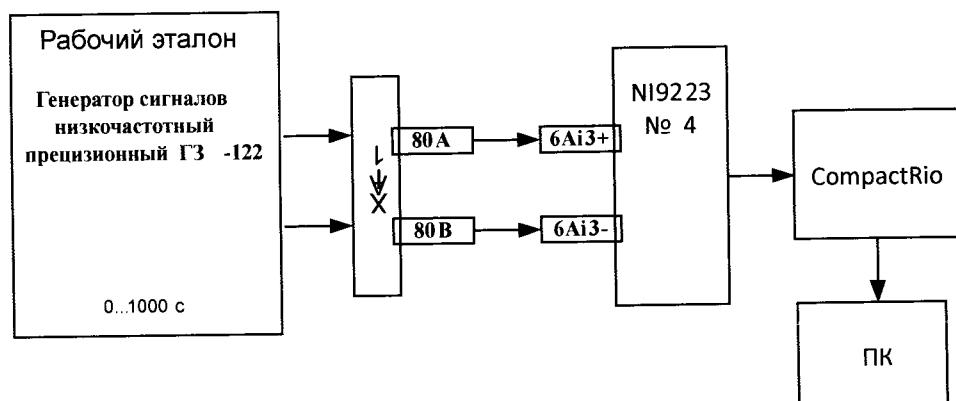 Рабочий эталон
Генератор сигналов
низкочастотный
прецизионный ГЗ -122
0...1000 с
80А
80В
6Ai3+
6Ai3-
NI9223
№ 4
CompactRio
ПК